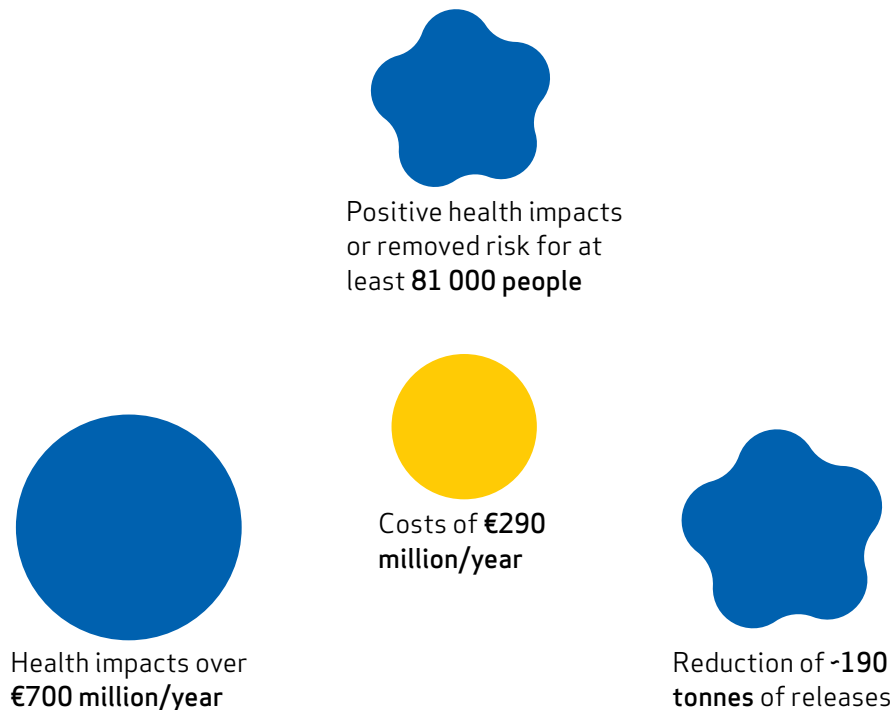 Positive health impacts
or removed risk for at
least 81 000 people
Costs of €290
million/year
Health impacts over
€700 million/year
Reduction of ~190
tonnes of releases